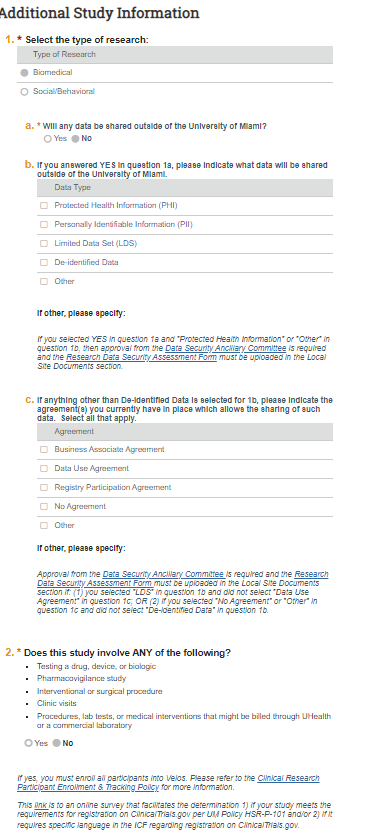 Additional Study Information
1. * Select the type of research:
Type of Research
Biomedical
Social/Behavioral
a. * Will any data be shared outside of the University of Miami?
Yes No
b. If you answered YES in question 1a, please indicate what data will be shared
outside of the University of Miami.
Data Type
Protected Health Information (PHI)
Personally Identifiable Information (PII)
Limited Data Set (LDS)
De-identified Data
Other
If other, please specify:
If you selected YES in question 1a and "Protected Health Information" or "Other" in
question 1b, then approval from the Data Security Ancillary Committee is required
and the Research Data Security Assessment Form must be uploaded in the Local
Site Documents section.
c. If anything other than De-Identified Data is selected for 1b, please indicate the
agreement(s) you currently have in place which allows the sharing of such
data. Select all that apply.
Agreement
Business Associate Agreement
Data Use Agreement
Registry Participation Agreement
No Agreement
Other
If other, please specify:
Approval from the Data Security Ancillary Committee is required and the Research
Data Security Assessment Form must be uploaded in the Local Site Documents
section if: (1) you selected "LDS" in question 1b and did not select "Data Use
Agreement" in question 1c; OR (2) if you selected "No Agreement" or "Other" in
question 1c and did not select "De-identified Data" in question 1b.
2. * Does this study involve ANY of the following?
• Testing a drug, device, or biologic
• Pharmacovigilance study
• Interventional or surgical procedure
• Clinic visits
• Procedures, lab tests, or medical interventions that might be billed through UHealth
or a commercial laboratory
Yes No
If yes, you must enroll all participants into Velos. Please refer to the Clinical Research
Participant Enrollment & Tracking Policy for more information.
This link is to an online survey that facilitates the determination 1) if your study meets the
requirements for registration on ClinicalTrials.gov per UM Policy HSR-P-101 and/or 2) if it
requires specific language in the ICF regarding registration on ClinicalTrials.gov.